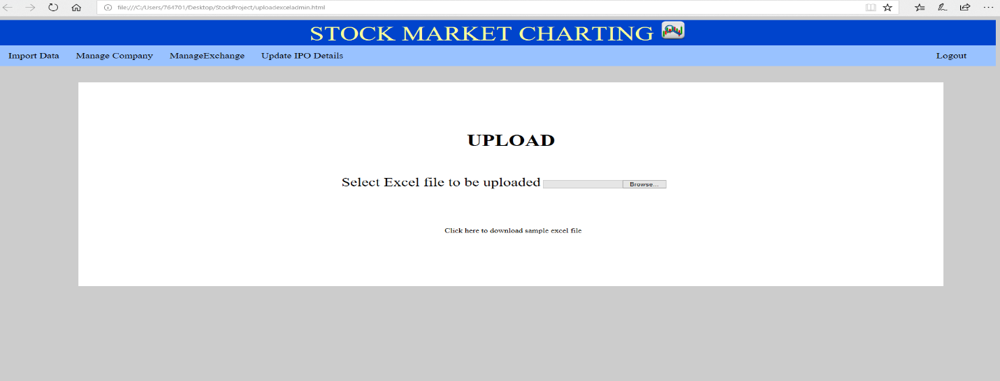 file:///C:/Users/764701/Desktop/StockProject/uploadexceladmin.html
STOCK MARKET CHARTING
Import Data Manage Company ManageExchange Update IPO Details Logout
UPLOAD
Select Excel file to be uploaded Browse...
Click here to download sample excel file